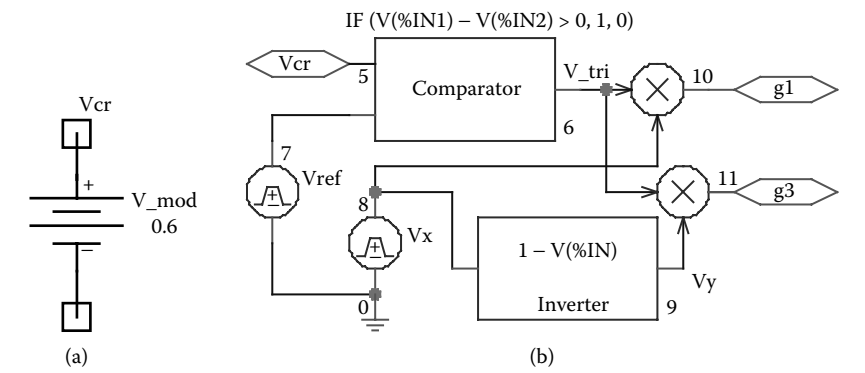 IF (V(%IN1) – V(%IN2) > 0, 1, 0)
Vcr
5
Comparator
V_tri
10
g1
6
Vcr
+
V_mod
0.6
–
7
Vref
+
–
11
g3
8
Vx
+
–
1 – V(%IN)
Inverter
Vy
9
0
(a)
(b)